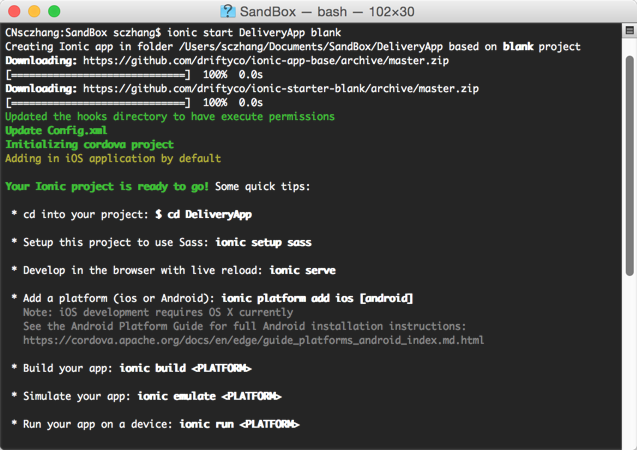 SandBox — bash — 102×30
CNsczhang:SandBox sczhang$ ionic start DeliveryApp blank
Creating Ionic app in folder /Users/sczhang/Documents/SandBox/DeliveryApp based on blank project
Downloading: https://github.com/driftyco/ionic-app-base/archive/master.zip
[=============================]  100%  0.0s
Downloading: https://github.com/driftyco/ionic-starter-blank/archive/master.zip
[=============================]  100%  0.0s
Updated the hooks directory to have execute permissions
Update Config.xml
Initializing cordova project
Adding in iOS application by default
Your Ionic project is ready to go! Some quick tips:
* cd into your project: $ cd DeliveryApp
* Setup this project to use Sass: ionic setup sass
* Develop in the browser with live reload: ionic serve
* Add a platform (ios or Android): ionic platform add ios [android]
Note: iOS development requires OS X currently
See the Android Platform Guide for full Android installation instructions:
https://cordova.apache.org/docs/en/edge/guide_platforms_android_index.md.html
* Build your app: ionic build <PLATFORM>
* Simulate your app: ionic emulate <PLATFORM>
* Run your app on a device: ionic run <PLATFORM>